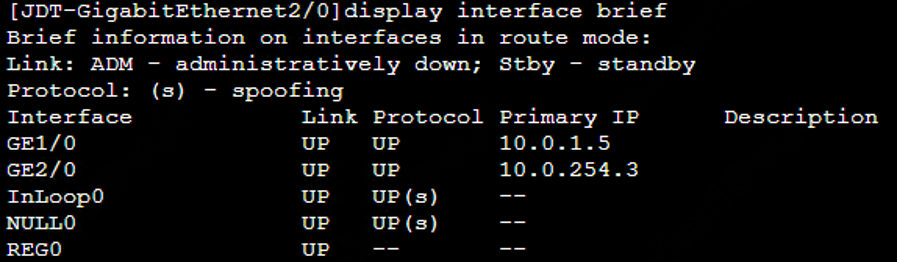 [JDT-GigabitEthernet2/0]display interface brief
Brief information on interfaces in route mode:
Link: ADM - administratively down; Stby - standby
Protocol: (s) - spoofing
Interface            Link Protocol Primary IP      Description
GE1/0                UP   UP       10.0.1.5
GE2/0                UP   UP       10.0.254.3
InLoop0              UP   UP(s)    --
NULL0                UP   UP(s)    --
REG0                 UP   --       --